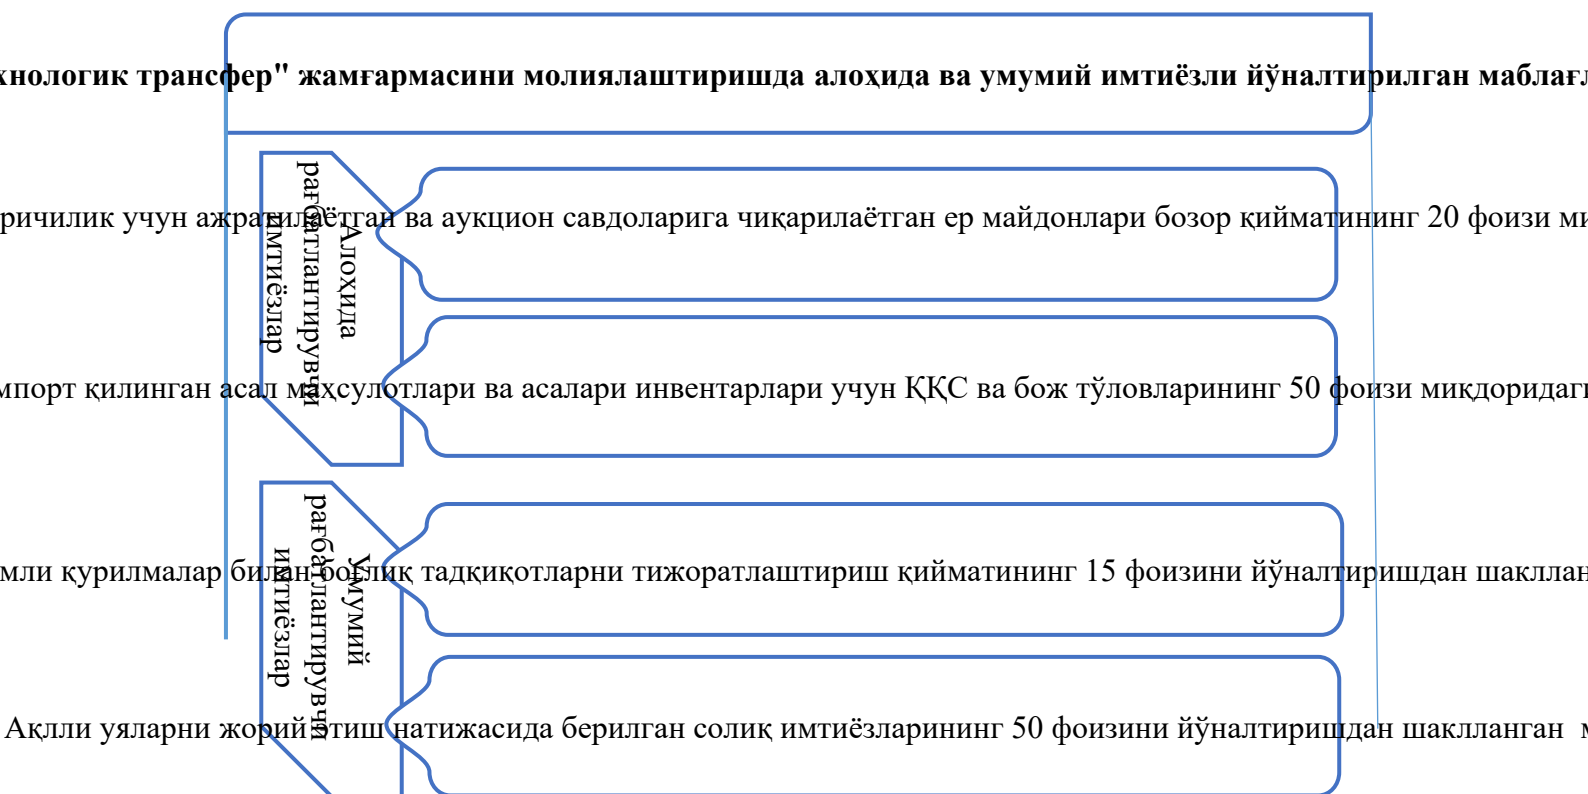 хнологик трансфер" жамғармасини молиялаштиришда алоҳида ва умумий имтиёзли йўналтирилган маблағл
Алоҳида
рағбатлантирувчи
имтиёзлар
ричилик учун ажратилаётган ва аукцион савдоларига чиқарилаётган ер майдонлари бозор қийматининг 20 фоизи ми
мпорт қилинган асал маҳсулотлари ва асалари инвентарлари учун ҚҚС ва бож тўловларининг 50 фоизи миқдоридаги
Умумий
рағбатлантирувчи
имтиёзлар
мли қурилмалар билан боғлиқ тадқиқотларни тижоратлаштириш қийматининг 15 фоизини йўналтиришдан шакллан
Ақлли уяларни жорий этиш натижасида берилган солиқ имтиёзларининг 50 фоизини йўналтиришдан шаклланган м